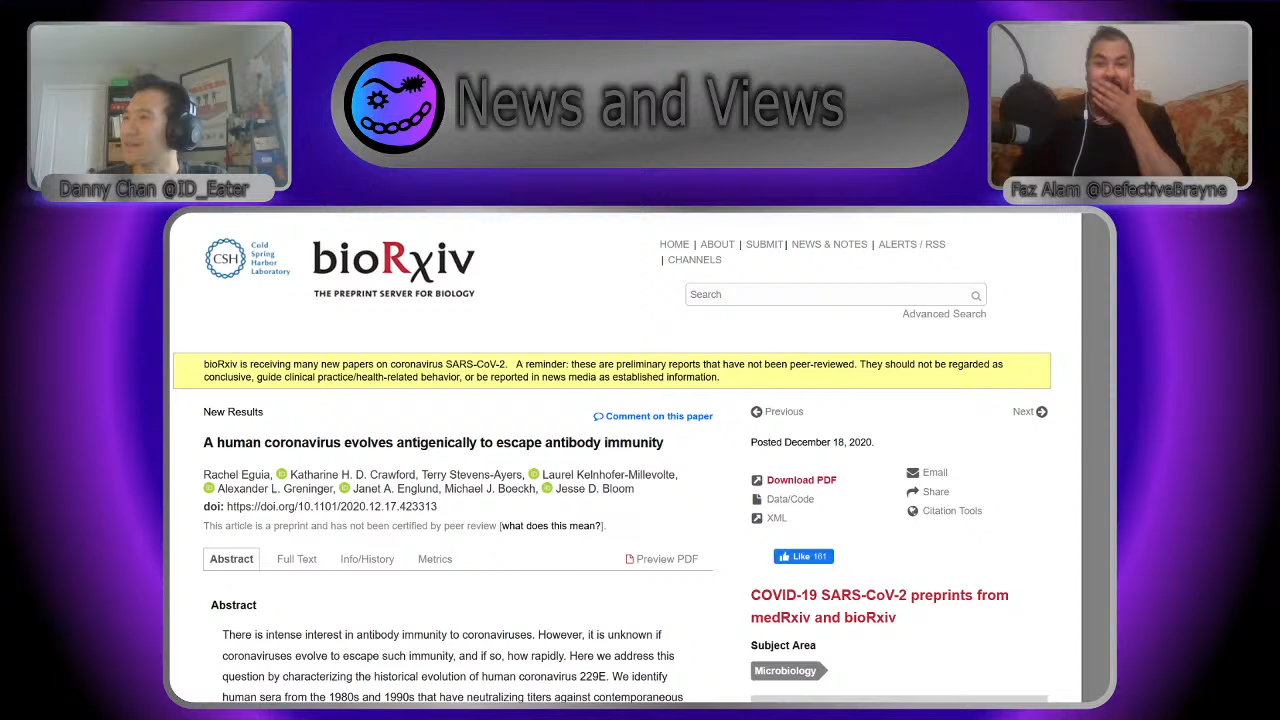 News and Views
Danny Chan @ID_Eater
Faz Alam @DefectiveBrayne
CSH
Cold
Spring
Harbor
Laboratory
bioRxiv
THE PREPRINT SERVER FOR BIOLOGY
HOME | ABOUT | SUBMIT| NEWS & NOTES | ALERTS / RSS
| CHANNELS
Search
Advanced Search
bioRxiv is receiving many new papers on coronavirus SARS-CoV-2. A reminder: these are preliminary reports that have not been peer-reviewed. They should not be regarded as
conclusive, guide clinical practice/health-related behavior, or be reported in news media as established information.
New Results
Comment on this paper
A human coronavirus evolves antigenically to escape antibody immunity
Rachel Eguia, Katharine H. D. Crawford, Terry Stevens-Ayers, Laurel Kelnhofer-Millevolte,
Alexander L. Greninger, Janet A. Englund, Michael J. Boeckh, Jesse D. Bloom
doi: https://doi.org/10.1101/2020.12.17.423313
This article is a preprint and has not been certified by peer review [what does this mean?].
Abstract
Full Text
Info/History
Metrics
Preview PDF
Abstract
There is intense interest in antibody immunity to coronaviruses. However, it is unknown if
coronaviruses evolve to escape such immunity, and if so, how rapidly. Here we address this
question by characterizing the historical evolution of human coronavirus 229E. We identify
human sera from the 1980s and 1990s that have neutralizing titers against contemporaneous
Previous
Next
Posted December 18, 2020.
Download PDF
Data/Code
XML
Email
Share
Citation Tools
Like 161
COVID-19 SARS-CoV-2 preprints from
medRxiv and bioRxiv
Subject Area
Microbiology